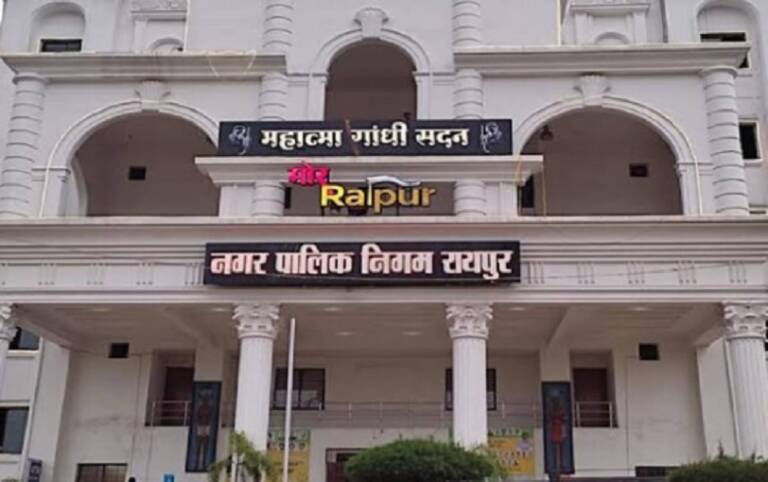 महात्मा गांधी सदन
मोर
Raipur
नगर पालिक निगम रायपुर